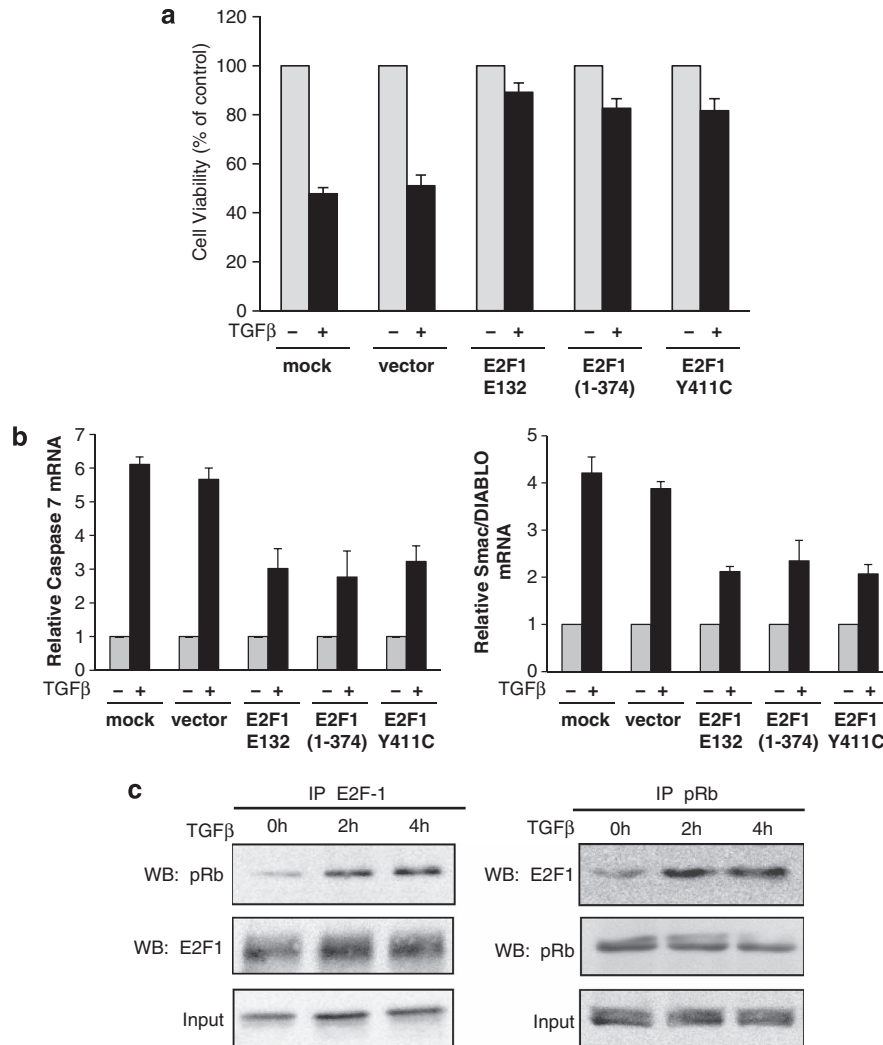 a
Cell Viability (% of control)
120
100
80
60
40
20
0
TGFβ − + − + − + − + − +
mock vector E2F1 E2F1 E2F1
E132 (1-374) Y411C
b
Relative Caspase 7 mRNA
7
6
5
4
3
2
1
0
TGFβ − + − + − + − + − +
mock vector E2F1 E2F1 E2F1
E132 (1-374) Y411C
Relative Smac/DIABLO
mRNA
5
4
3
2
1
0
TGFβ − + − + − + − + − +
mock vector E2F1 E2F1 E2F1
E132 (1-374) Y411C
c
IP E2F-1
TGFβ 0h 2h 4h
WB: pRb
WB: E2F1
Input
IP pRb
TGFβ 0h 2h 4h
WB: E2F1
WB: pRb
Input